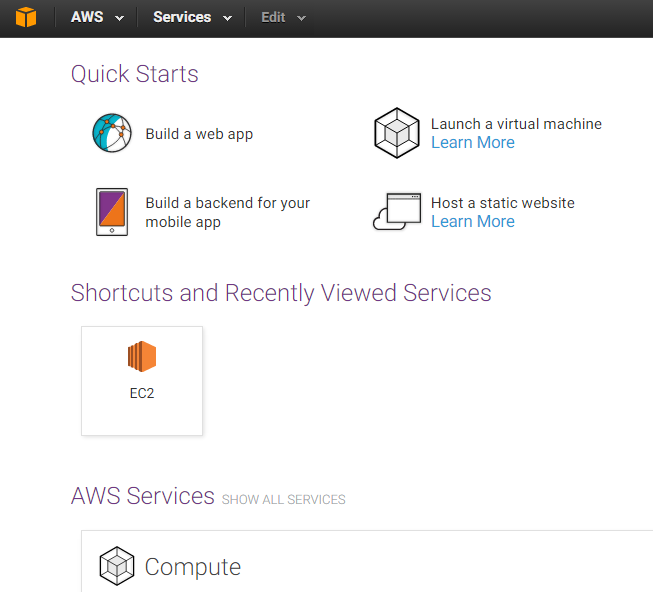 AWS Services Edit
Quick Starts
Build a web app
Launch a virtual machine
Learn More
Build a backend for your
mobile app
Host a static website
Learn More
Shortcuts and Recently Viewed Services
EC2
AWS Services SHOW ALL SERVICES
Compute